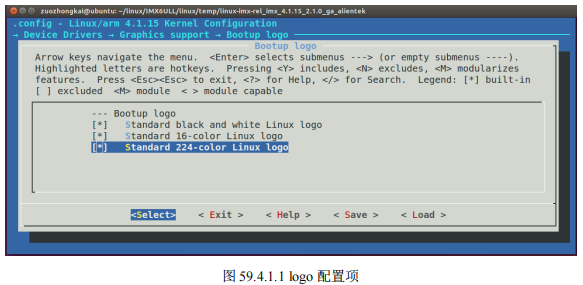 zuozhongkai@ubuntu: ~/linux/IMX6ULL/linux/temp/linux-imx-rel_imx_4.1.15_2.1.0_ga_alientek
.config - Linux/arm 4.1.15 Kernel Configuration
→ Device Drivers → Graphics support → Bootup logo
Bootup logo
Arrow keys navigate the menu. <Enter> selects submenus ---> (or empty submenus ----).
Highlighted letters are hotkeys. Pressing <Y> includes, <N> excludes, <M> modularizes
features. Press <Esc><Esc> to exit, <?> for Help, </> for Search. Legend: [*] built-in
[ ] excluded <M> module < > module capable
--- Bootup logo
[*] Standard black and white Linux logo
[*] Standard 16-color Linux logo
[*] Standard 224-color Linux logo
<Select> < Exit > < Help > < Save > < Load >
图 59.4.1.1 logo 配置项